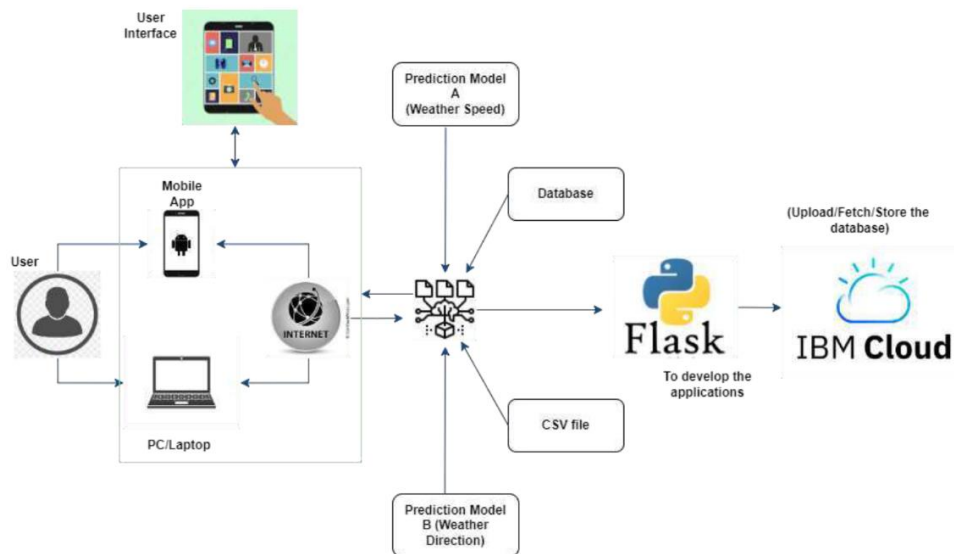 User
Interface
Prediction Model
A
(Weather Speed)
Mobile
App
Database
(Upload/Fetch/Store the
database)
User
INTERNET
Flask
IBM Cloud
To develop the
applications
CSV file
PC/Laptop
Prediction Model
B (Weather
Direction)